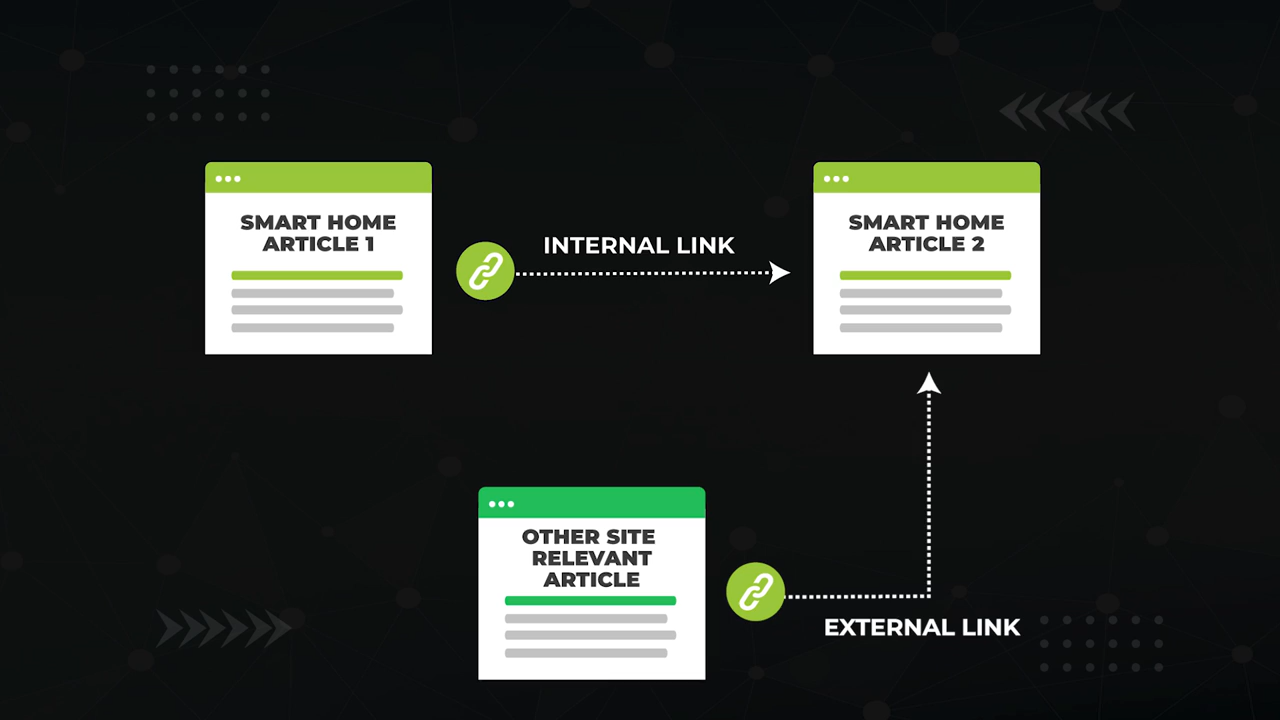 SMART HOME
ARTICLE 1
INTERNAL LINK
SMART HOME
ARTICLE 2
OTHER SITE
RELEVANT
ARTICLE
EXTERNAL LINK